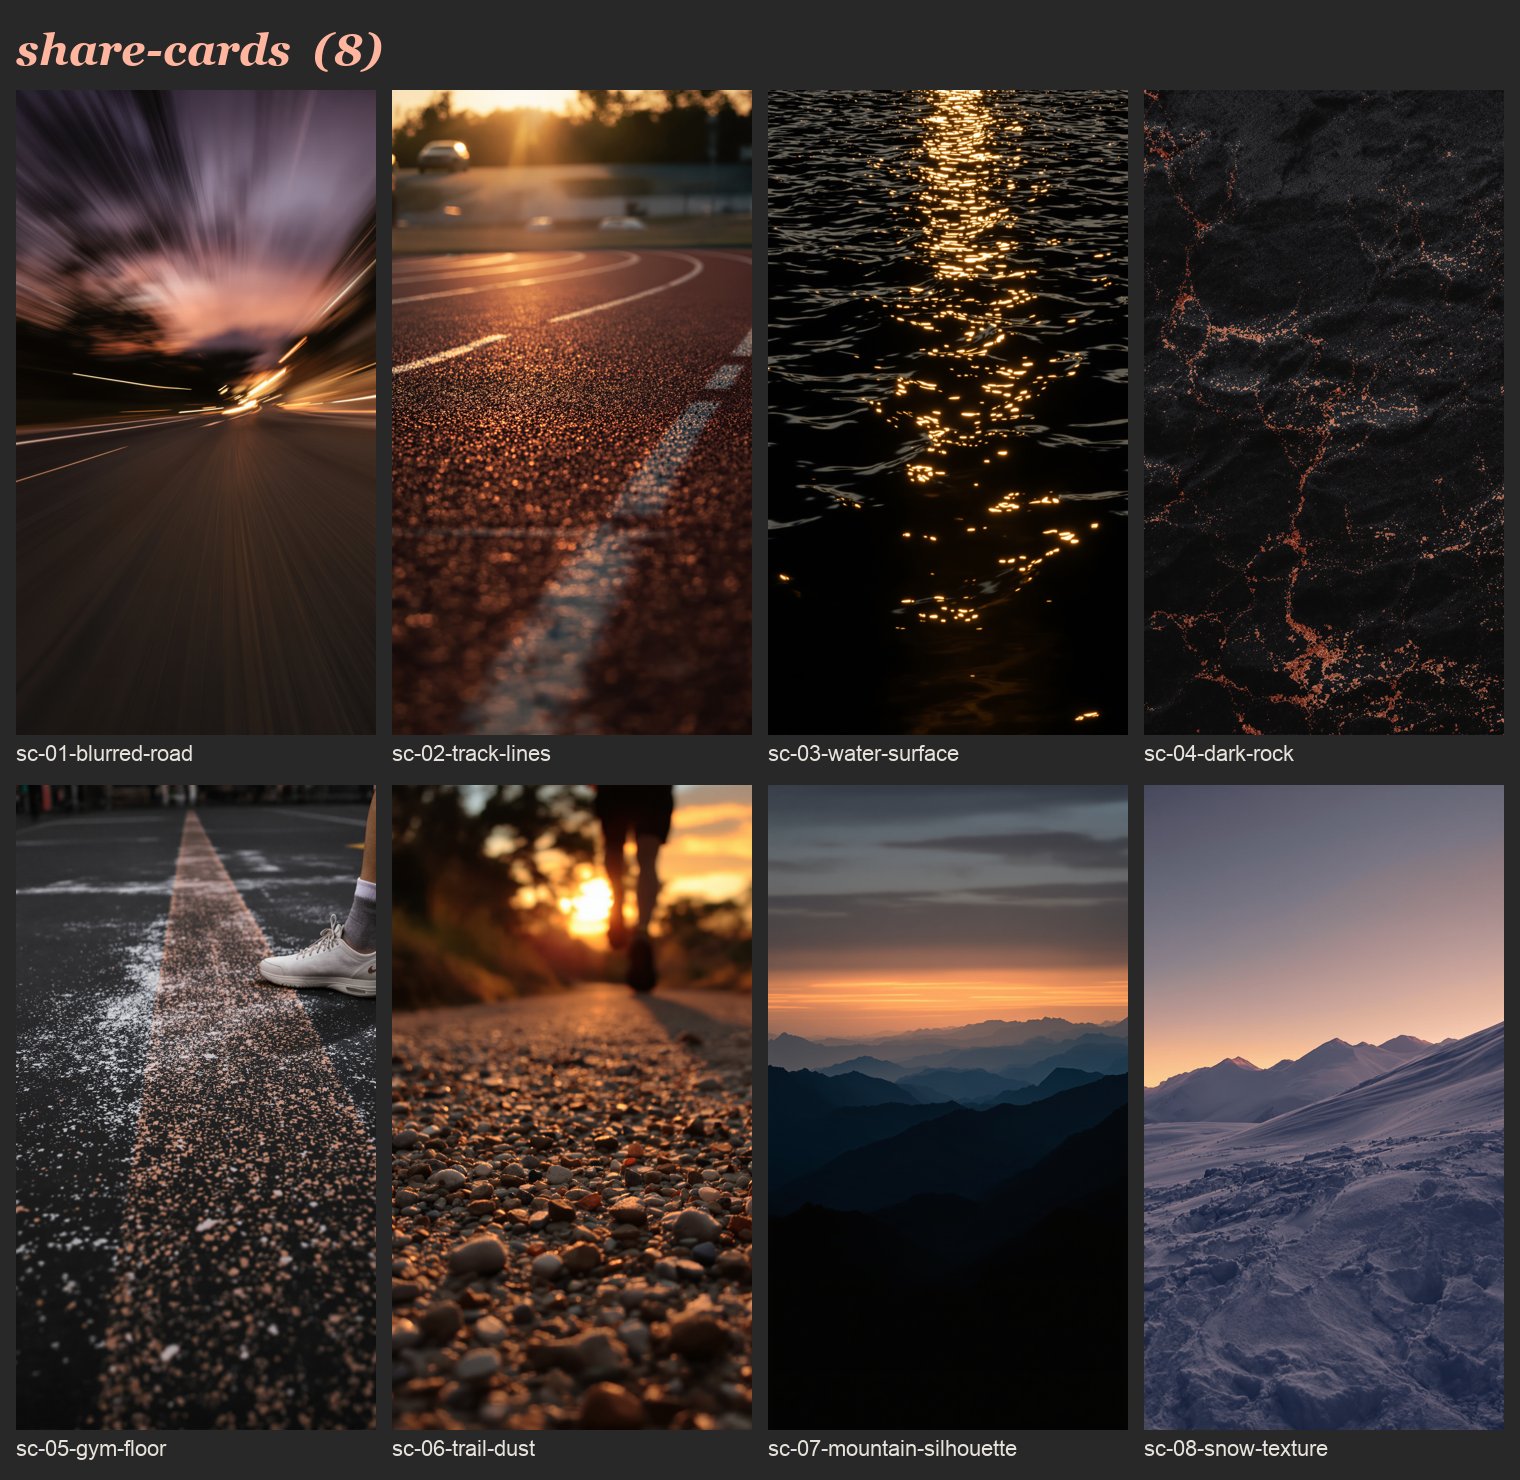 share-cards (8)
sc-01-blurred-road
sc-02-track-lines
sc-03-water-surface
sc-04-dark-rock
sc-05-gym-floor
sc-06-trail-dust
sc-07-mountain-silhouette
sc-08-snow-texture